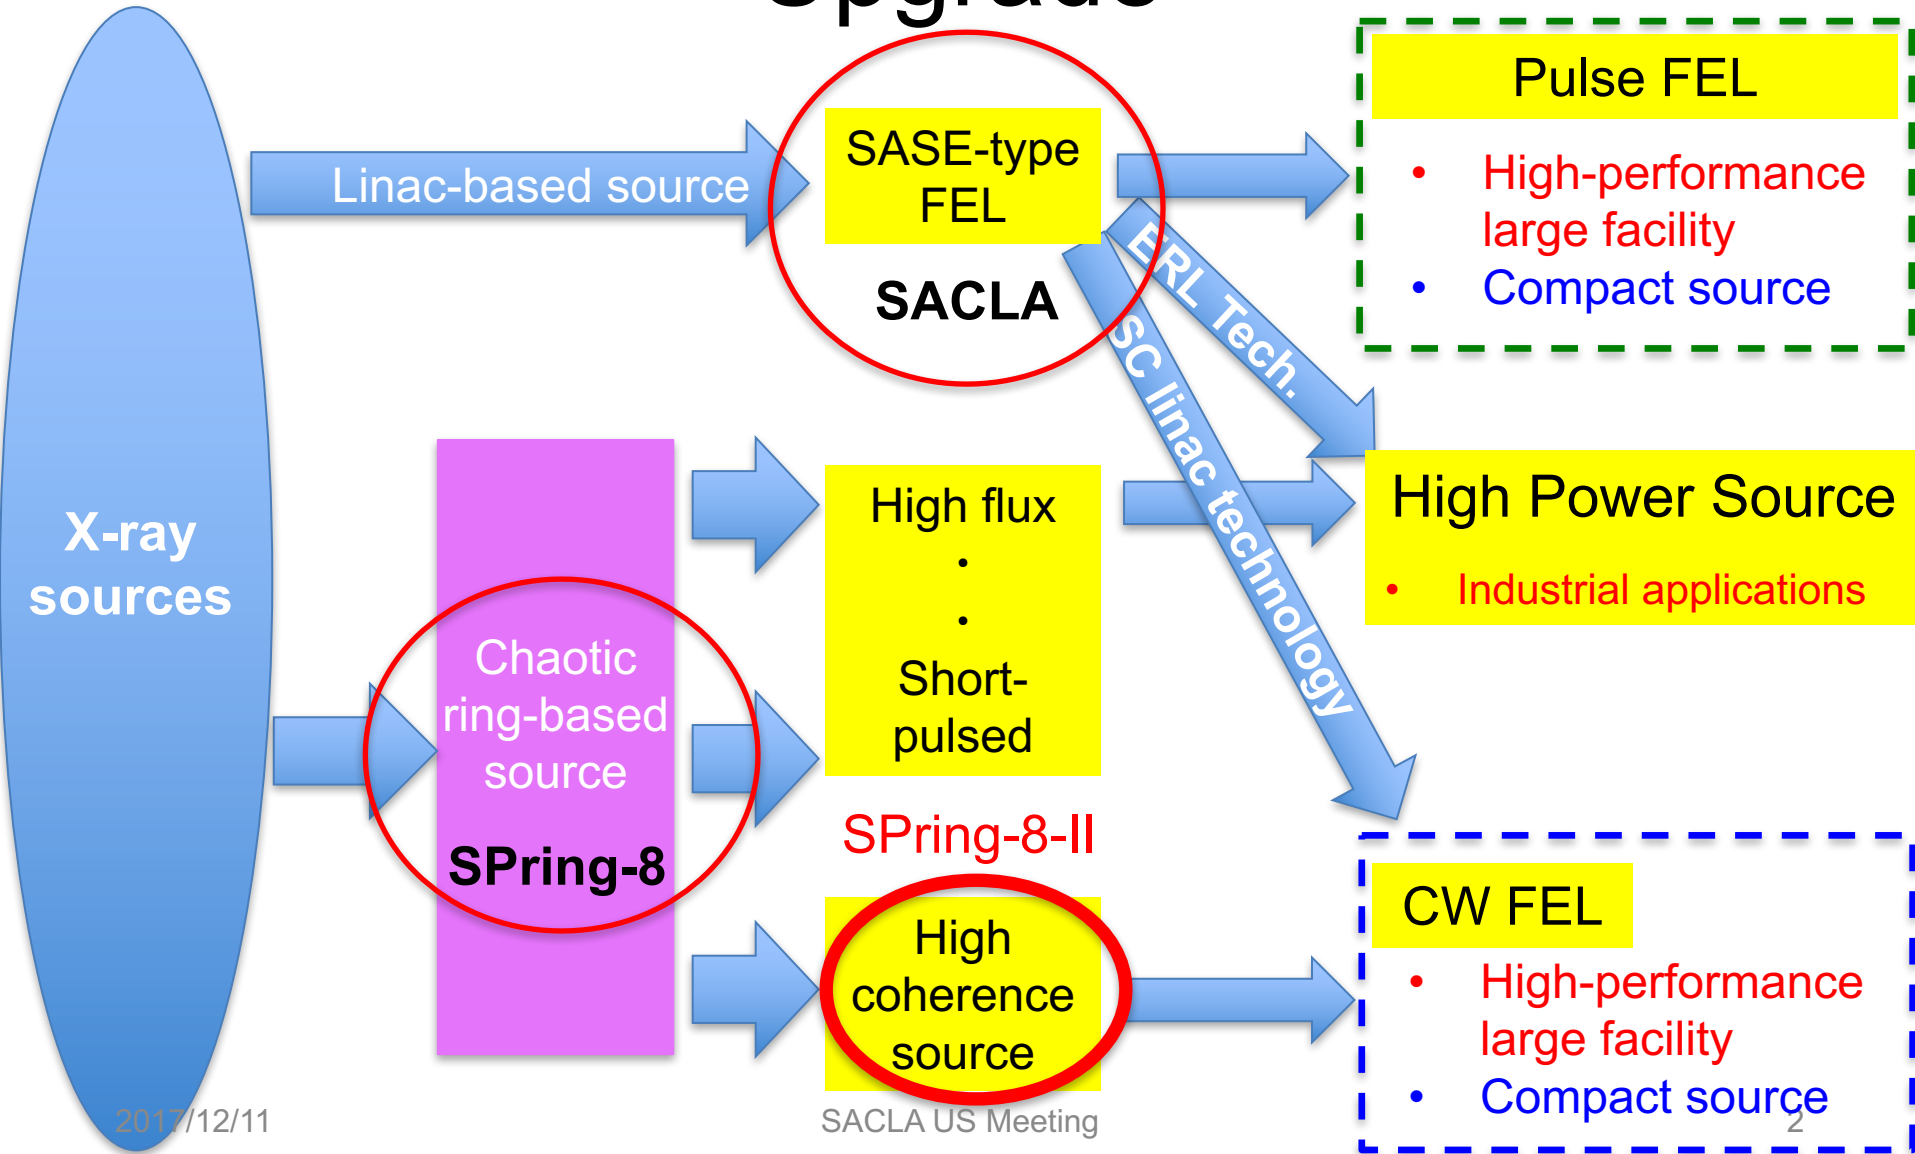 Upgrade
Linac-based source
SASE-type
FEL
SACLA
Pulse FEL
• High-performance
large facility
• Compact source
ERL Tech.
SC linac technology
X-ray
sources
High flux
・
・
Short-
pulsed
High Power Source
• Industrial applications
Chaotic
ring-based
source
SPring-8
SPring-8-II
High
coherence
source
CW FEL
• High-performance
large facility
• Compact source
2017/12/11
SACLA US Meeting
2